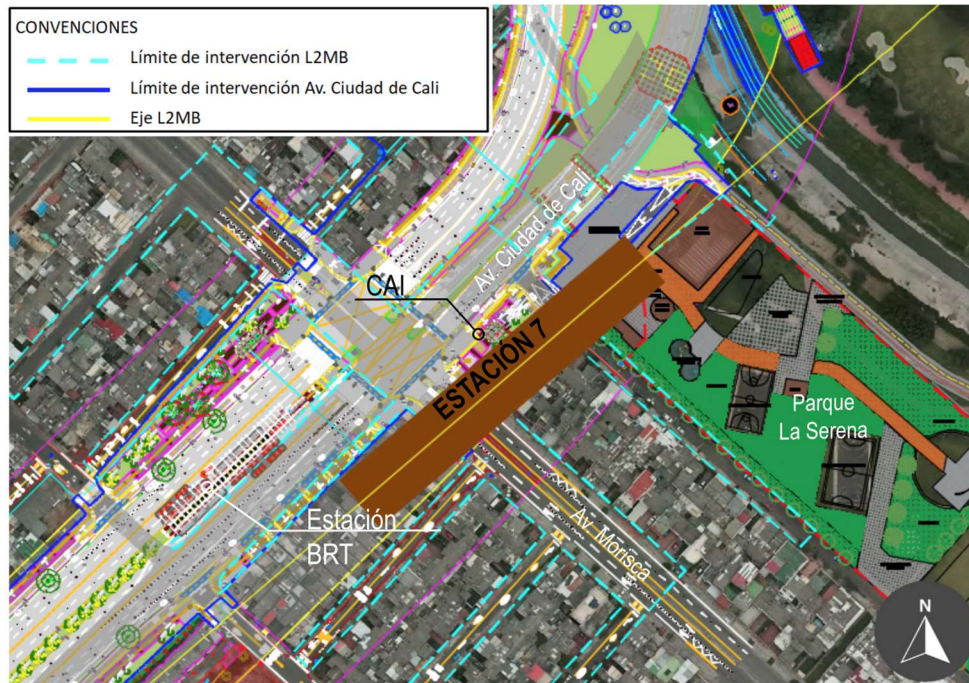 CONVENCIONES
Límite de intervención L2MB
Límite de intervención Av. Ciudad de Cali
Eje L2MB
Av. Ciudad de Cali
CAI
ESTACION 7
Parque
La Serena
Estación
BRT
Av. Morisca
N